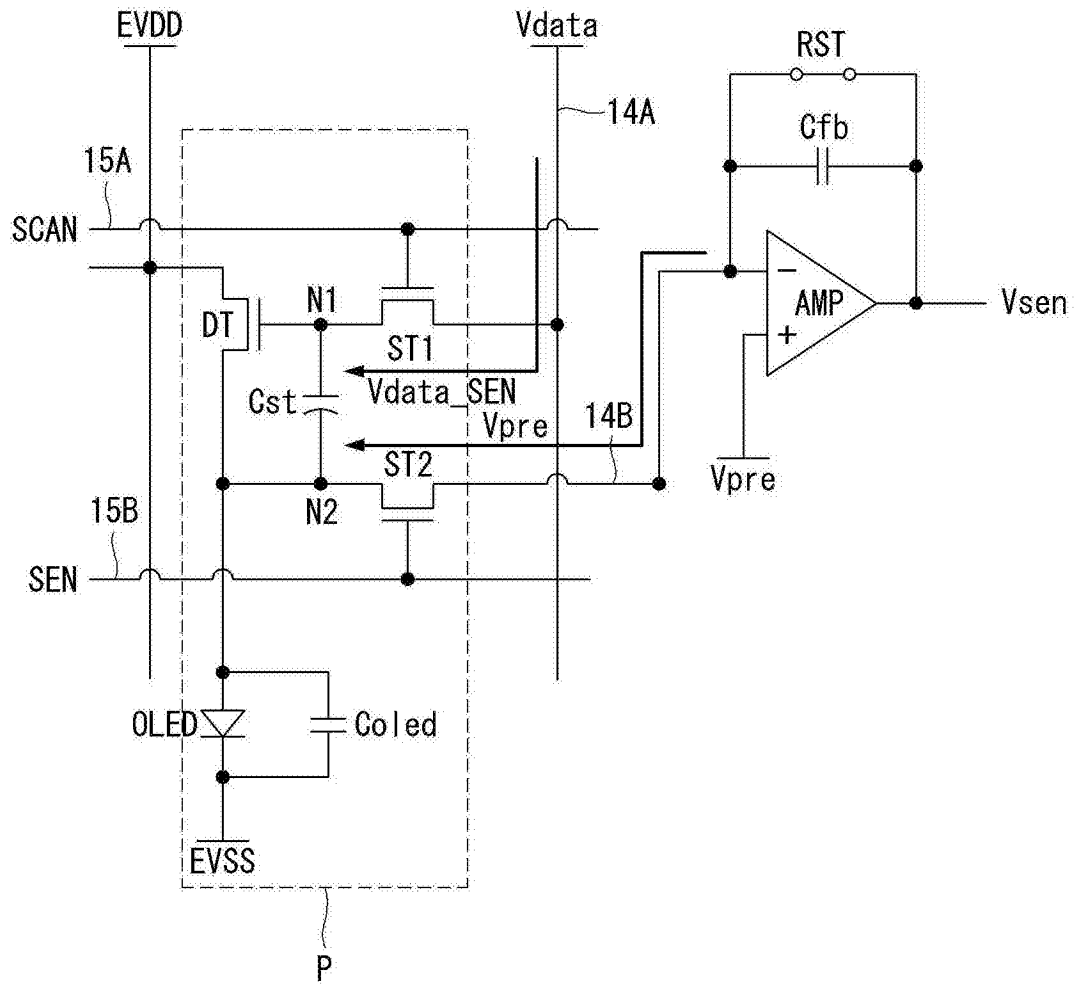 EVDD
Vdata
RST
14A
Cfb
15A
SCAN
N1
DT
AMP
−
+
Vsen
ST1
Vdata_SEN
Cst
Vpre
14B
ST2
Vpre
15B
N2
SEN
OLED
Coled
EVSS
P